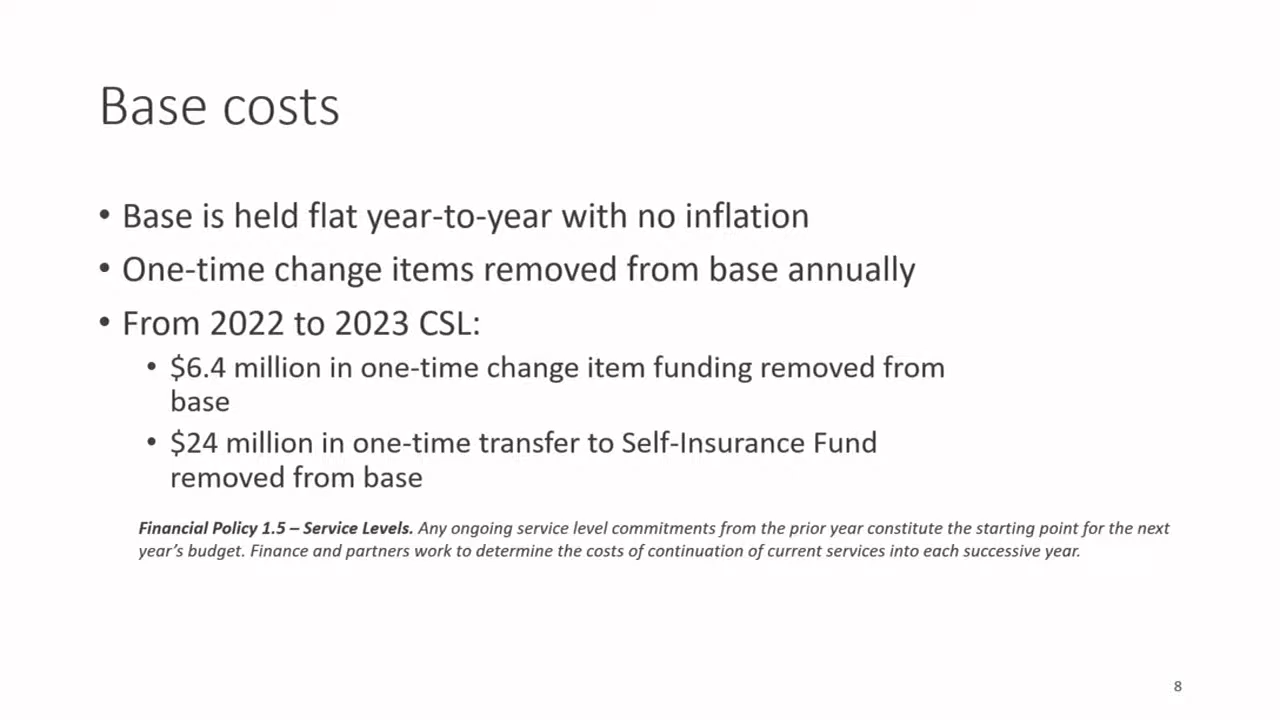 Base costs
• Base is held flat year-to-year with no inflation
• One-time change items removed from base annually
• From 2022 to 2023 CSL:
• $6.4 million in one-time change item funding removed from
base
• $24 million in one-time transfer to Self-Insurance Fund
removed from base
Financial Policy 1.5 – Service Levels. Any ongoing service level commitments from the prior year constitute the starting point for the next
year’s budget. Finance and partners work to determine the costs of continuation of current services into each successive year.
8